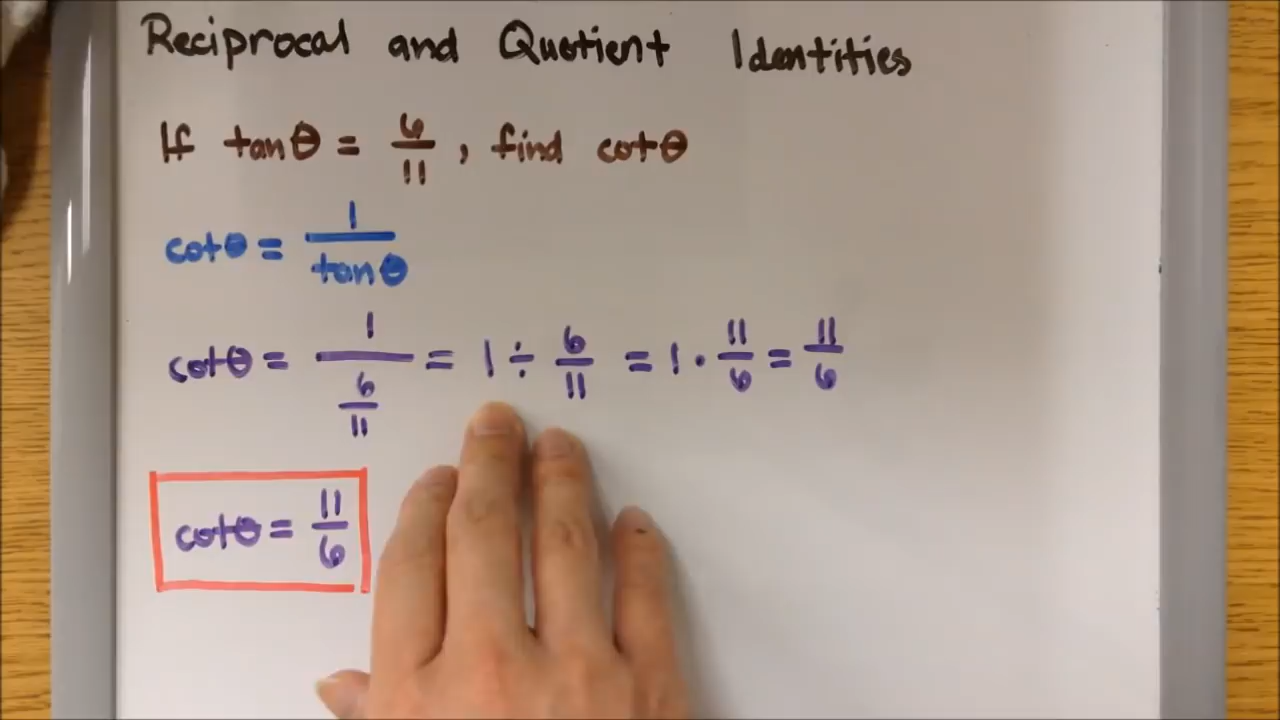 Reciprocal and Quotient Identities
If tanθ = 6/11, find cotθ
cotθ = 1/tanθ
cotθ = 1/(6/11) = 1 ÷ 6/11 = 1 · 11/6 = 11/6
cotθ = 11/6